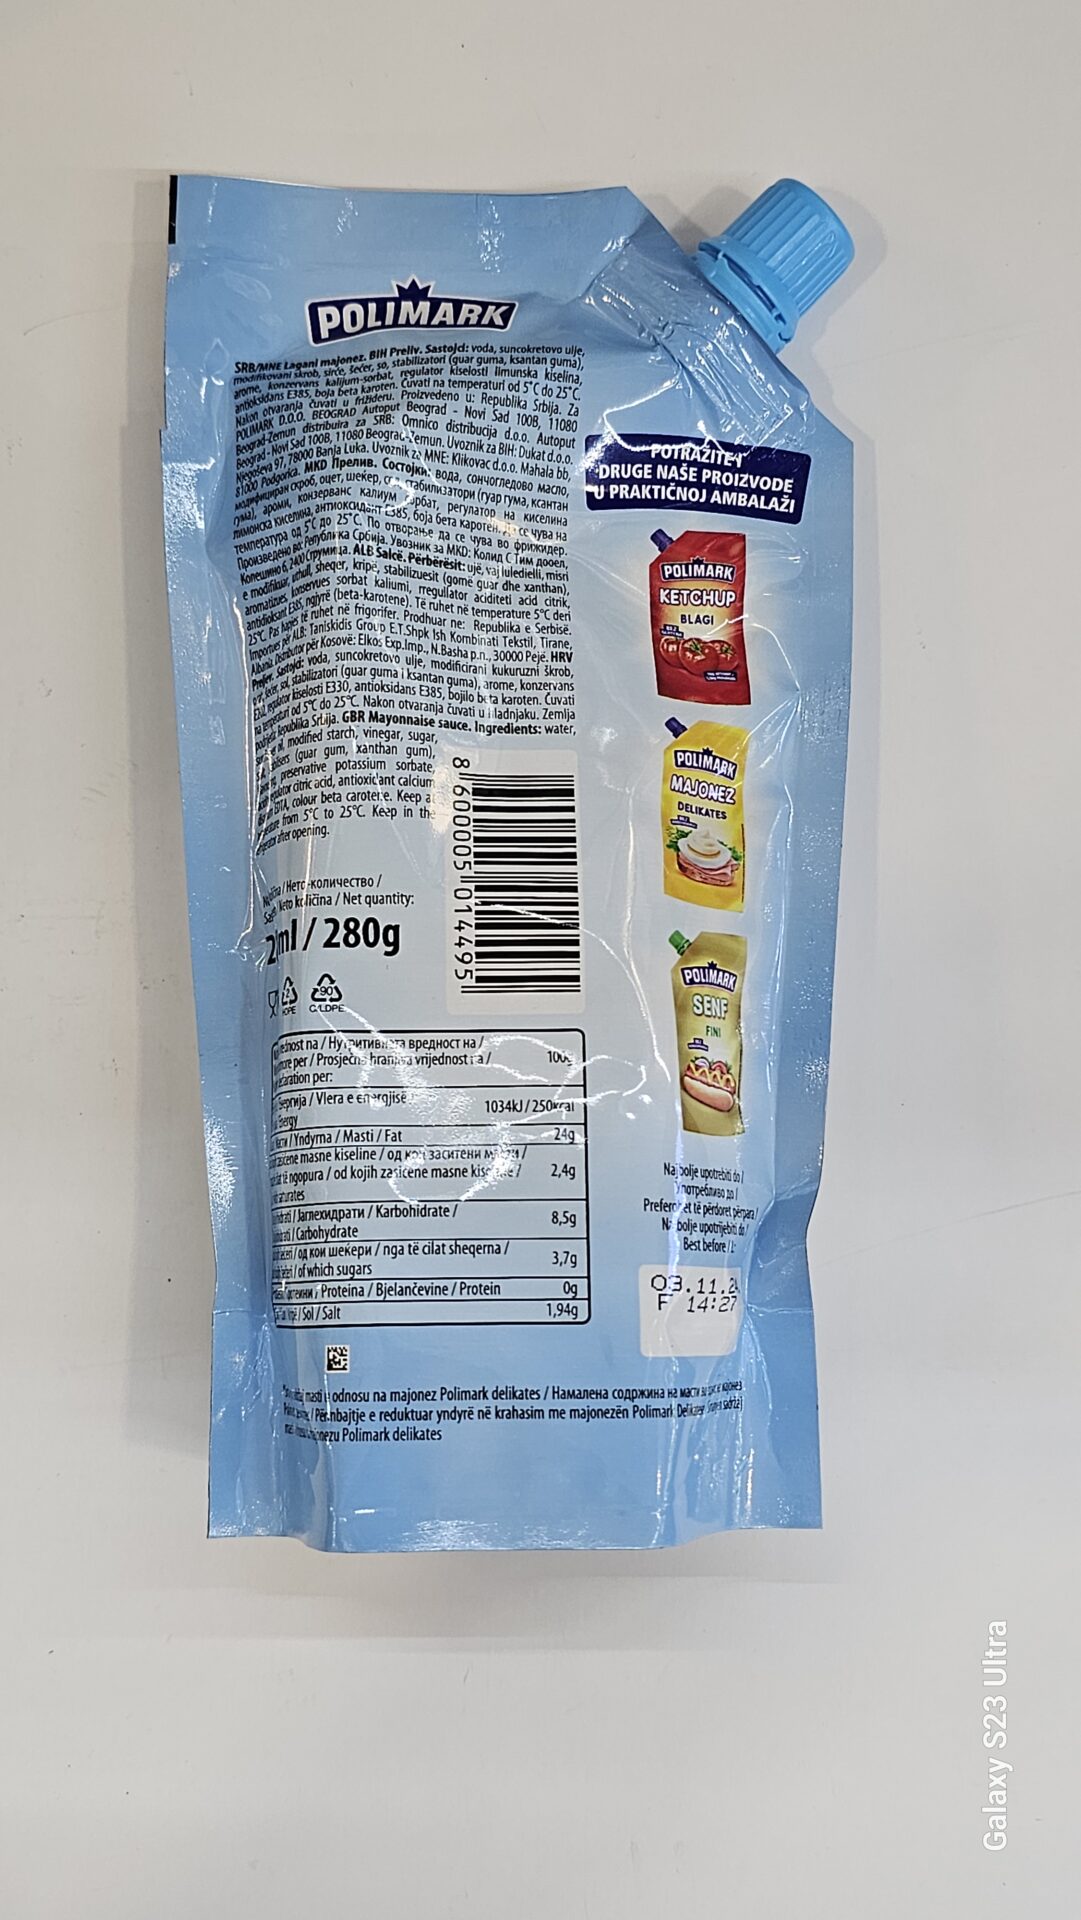 POLIMARK
SRB/MNE Lagani majonez. BIH Preliv. Sastojci: voda, suncokretovo ulje,
modifikovani skrob, sirće, šećer, so, stabilizatori (guar guma, ksantan guma),
arome, konzervans kalijum-sorbat, regulator kiselosti limunska kiselina,
antioksidans E385, boja beta karoten. Čuvati na temperaturi od 5°C do 25°C.
Nakon otvaranja čuvati u frižideru. Proizvedeno u: Republika Srbija. Za
POLIMARK D.O.O. BEOGRAD Autoput Beograd - Novi Sad 100B, 11080
Beograd-Zemun distribuira za SRB: Omnico distribucija d.o.o. Autoput
Beograd - Novi Sad 100B, 11080 Beograd-Zemun. Uvoznik za BIH: Dukat d.o.o.
Njegoševa 97, 78000 Banja Luka. Uvoznik za MNE: Klikovac d.o.o. Mahala bb,
81000 Podgorica. MKD Прелив. Состојки: вода, сончогледово масло,
модифициран скроб, оцет, шеќер, стабилизатори (гуар гума, ксантан
гума), ароми, конзерванс калиум сорбат, регулатор на киселина
лимонска киселина, антиоксидант E385, боја бета каротен. да се чува на
температура од 5°C до 25°C. По отворање да се чува во фрижидер.
Произведено во: Република Србија. Увозник за MKD: Колид С Тим дооел,
6, 2400 Струмица. ALB Salcë. Përbërësit: ujë, vaj luledielli, misri
e modifikuar, uthull, sheqer, kripë, stabilizuesit (gomë guar dhe xanthan),
aromatizues, konserves sorbat kaliumi, rregullator aciditeti acid citrik,
antidioksiant E385, ngjyrë (beta-karotene). Të ruhet në temperature 5°C deri
25°C. Pas hapjes të ruhet në frigorifer. Prodhuar ne: Republika e Serbisë.
Importues për ALB: Taniskidis Group E.T.Shpk Ish Kombinati Tekstil, Tirane,
Albania. Distributor për Kosovë: Elkos Exp.Imp., N.Basha p.n., 30000 Pejë. HRV
Preljev. Sastojci: voda, suncokretovo ulje, modificirani kukuruzni škrob,
šećer, sol, stabilizatori (guar guma i ksantan guma), arome, konzervans
regulator kiselosti E330, antioksidans E385, bojilo beta karoten. Čuvati
na temperaturi od 5°C do 25°C. Nakon otvaranja čuvati u hladnjaku. Zemlja
Republika Srbija. GBR Mayonnaise sauce. Ingredients: water,
oil, modified starch, vinegar, sugar,
(guar gum, xanthan gum),
preservative potassium sorbate,
citric acid, antioxidant calcium
EDTA, colour beta carotene. Keep at
from 5°C to 25°C. Keep in the
after opening.
Нето-количество /
Neto količina / Net quantity:
ml / 280g
2
HDPE
90
C/LDPE
8 600005 014495
na / Нутритивната вредност на /
per / Prosječna hranjiva vrijednost na /
100g
declaration per:
Енергија / Vlera e energjisë
1034kJ / 250kcal
Energy
Yndyrna / Masti / Fat
24g
masne kiseline / од кои заситени масти /
të ngopura / od kojih zasićene masne kiseline /
2,4g
saturates
Јаглехидрати / Karbohidrate /
8,5g
Carbohydrate
од кои шеќери / nga të cilat sheqerna /
3,7g
of which sugars
Proteina / Bjelančevine / Protein
0g
Sol / Salt
1,94g
masti u odnosu na majonez Polimark delikates / Намалена содржина на масти
Përmbajtje e reduktuar yndyrë në krahasim me majonezën Polimark Delikates
Polimark delikates
POTRAŽITE I
DRUGE NAŠE PROIZVODE
U PRAKTIČNOJ AMBALAŽI
POLIMARK
KETCHUP
BLAGI
POLIMARK
MAJONEZ
DELIKATES
POLIMARK
SENF
FINI
Najbolje upotrebiti do /
Употребливо до /
Preferohet të përdoret përpara /
Najbolje upotrijebiti do /
Best before / L:
03.11.2
F 14:27
Galaxy S23 Ultra